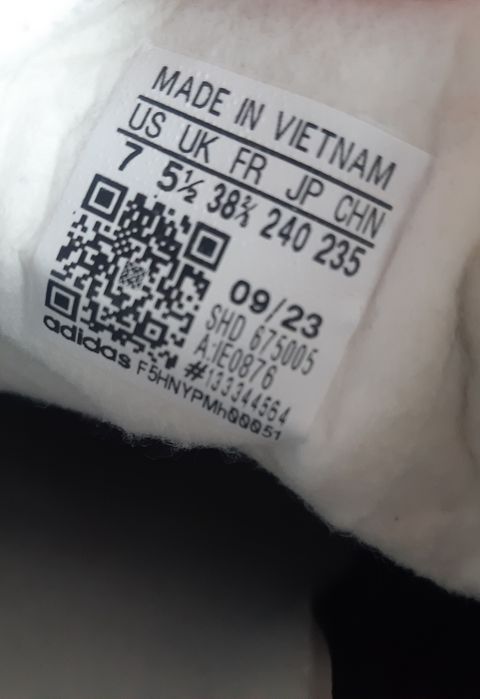 MADE IN VIETNAM
US UK FR JP CHN
7 5½ 38⅔ 240 235
09/23
SHD 675005
A:IE0876
#133344564
adidas F5HNYPMh00051